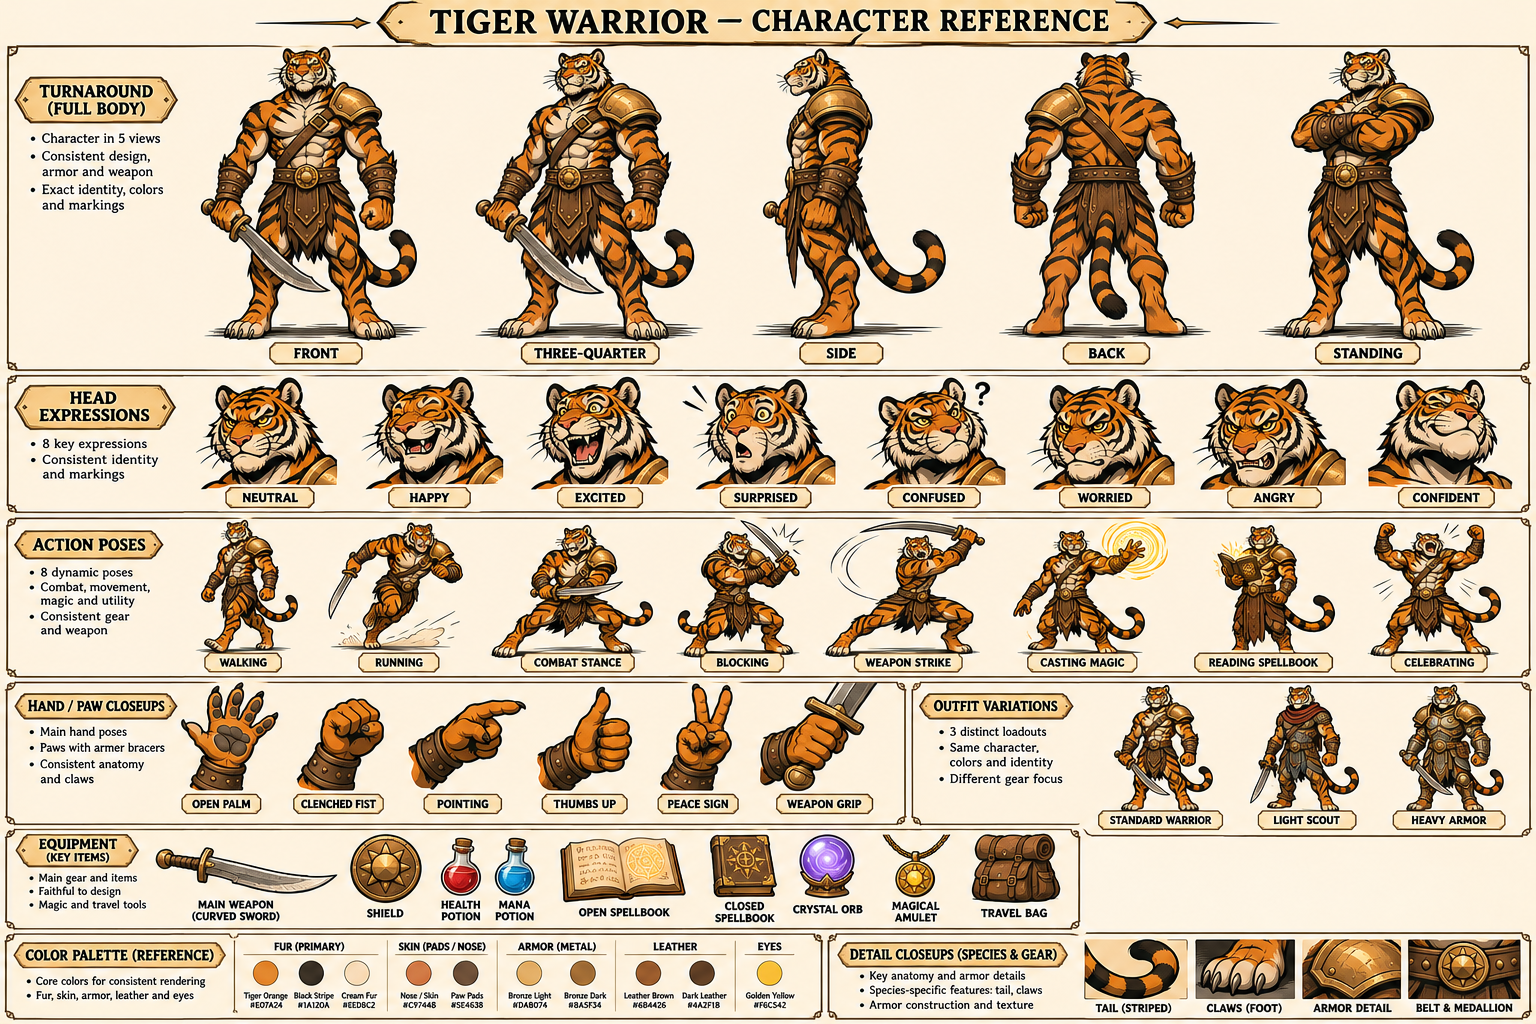 TIGER WARRIOR — CHARACTER REFERENCE
TURNAROUND
(FULL BODY)
• Character in 5 views
• Consistent design,
armor and weapon
• Exact identity, colors
and markings
FRONT
THREE-QUARTER
SIDE
BACK
STANDING
HEAD
EXPRESSIONS
• 8 key expressions
• Consistent identity
and markings
?
NEUTRAL
HAPPY
EXCITED
SURPRISED
CONFUSED
WORRIED
ANGRY
CONFIDENT
ACTION POSES
• 8 dynamic poses
• Combat, movement,
magic and utility
• Consistent gear
and weapon
WALKING
RUNNING
COMBAT STANCE
BLOCKING
WEAPON STRIKE
CASTING MAGIC
READING SPELLBOOK
CELEBRATING
HAND / PAW CLOSEUPS
• Main hand poses
• Paws with armer bracers
• Consistent anatomy
and claws
OPEN PALM
CLENCHED FIST
POINTING
THUMBS UP
PEACE SIGN
WEAPON GRIP
OUTFIT VARIATIONS
• 3 distinct loadouts
• Same character,
colors and identity
• Different gear focus
STANDARD WARRIOR
LIGHT SCOUT
HEAVY ARMOR
EQUIPMENT
(KEY ITEMS)
• Main gear and items
• Faithful to design
• Magic and travel tools
MAIN WEAPON
(CURVED SWORD)
SHIELD
HEALTH
POTION
MANA
POTION
OPEN SPELLBOOK
CLOSED
SPELLBOOK
CRYSTAL ORB
MAGICAL
AMULET
TRAVEL BAG
COLOR PALETTE (REFERENCE)
• Core colors for consistent rendering
• Fur, skin, armor, leather and eyes
FUR (PRIMARY)
Tiger Orange
#E07A24
Black Stripe
#1A120A
Cream Fur
#EEDBC2
SKIN (PADS / NOSE)
Nose / Skin
#C9744B
Paw Pads
#5E4638
ARMOR (METAL)
Bronze Light
#DAB074
Bronze Dark
#8A5F34
LEATHER
Leather Brown
#6B4426
Dark Leather
#4A2F1B
EYES
Golden Yellow
#F6C542
DETAIL CLOSEUPS (SPECIES & GEAR)
• Key anatomy and armor details
• Species-specific features: tail, claws
• Armor construction and texture
TAIL (STRIPED)
CLAWS (FOOT)
ARMOR DETAIL
BELT & MEDALLION